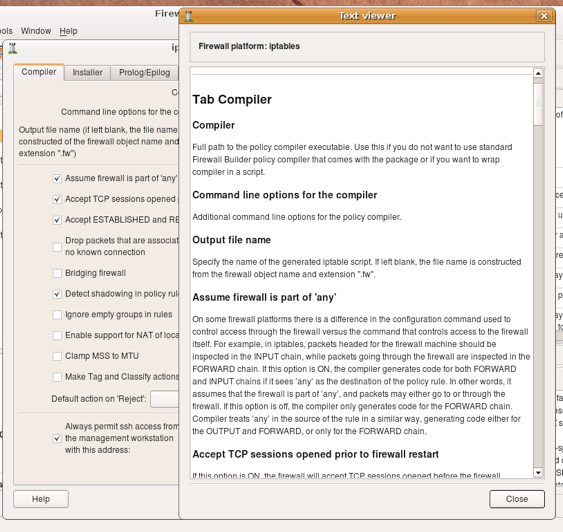 Firew
Text viewer
ools Window Help
ip
Compiler Installer Prolog/Epilog
Co
Command line options for the co
Output file name (if left blank, the file name
constructed of the firewall object name and
extension ".fw")
Assume firewall is part of 'any'
Accept TCP sessions opened
Accept ESTABLISHED and RE
Drop packets that are associat
no known connection
Bridging firewall
Detect shadowing in policy rule
Ignore empty groups in rules
Enable support for NAT of loca
Clamp MSS to MTU
Make Tag and Classify actions
Default action on 'Reject':
Always permit ssh access from
the management workstation
with this address:
Help
Firewall platform: iptables
Tab Compiler
Compiler
Full path to the policy compiler executable. Use this if you do not want to use standard
Firewall Builder policy compiler that comes with the package or if you want to wrap
compiler in a script.
Command line options for the compiler
Additional command line options for the policy compiler.
Output file name
Specify the name of the generated iptable script. If left blank, the file name is constructed
from the firewall object name and extension ".fw".
Assume firewall is part of 'any'
On some firewall platforms there is a difference in the configuration command used to
control access through the firewall versus the command that controls access to the firewall
itself. For example, in iptables, packets headed for the firewall machine should be
inspected in the INPUT chain, while packets going through the firewall are inspected in the
FORWARD chain. If this option is ON, the compiler generates code for both FORWARD
and INPUT chains if it sees 'any' as the destination of the policy rule. In other words, it
assumes that the firewall is part of 'any', and packets may either go to or through the
firewall. If this option is off, the compiler only generates code for the FORWARD chain.
Compiler treats 'any' in the source of the rule in a similar way, generating code either for
the OUTPUT and FORWARD, or only for the FORWARD chain.
Accept TCP sessions opened prior to firewall restart
If this option is ON, the firewall will accept TCP sessions opened before the firewall
Close